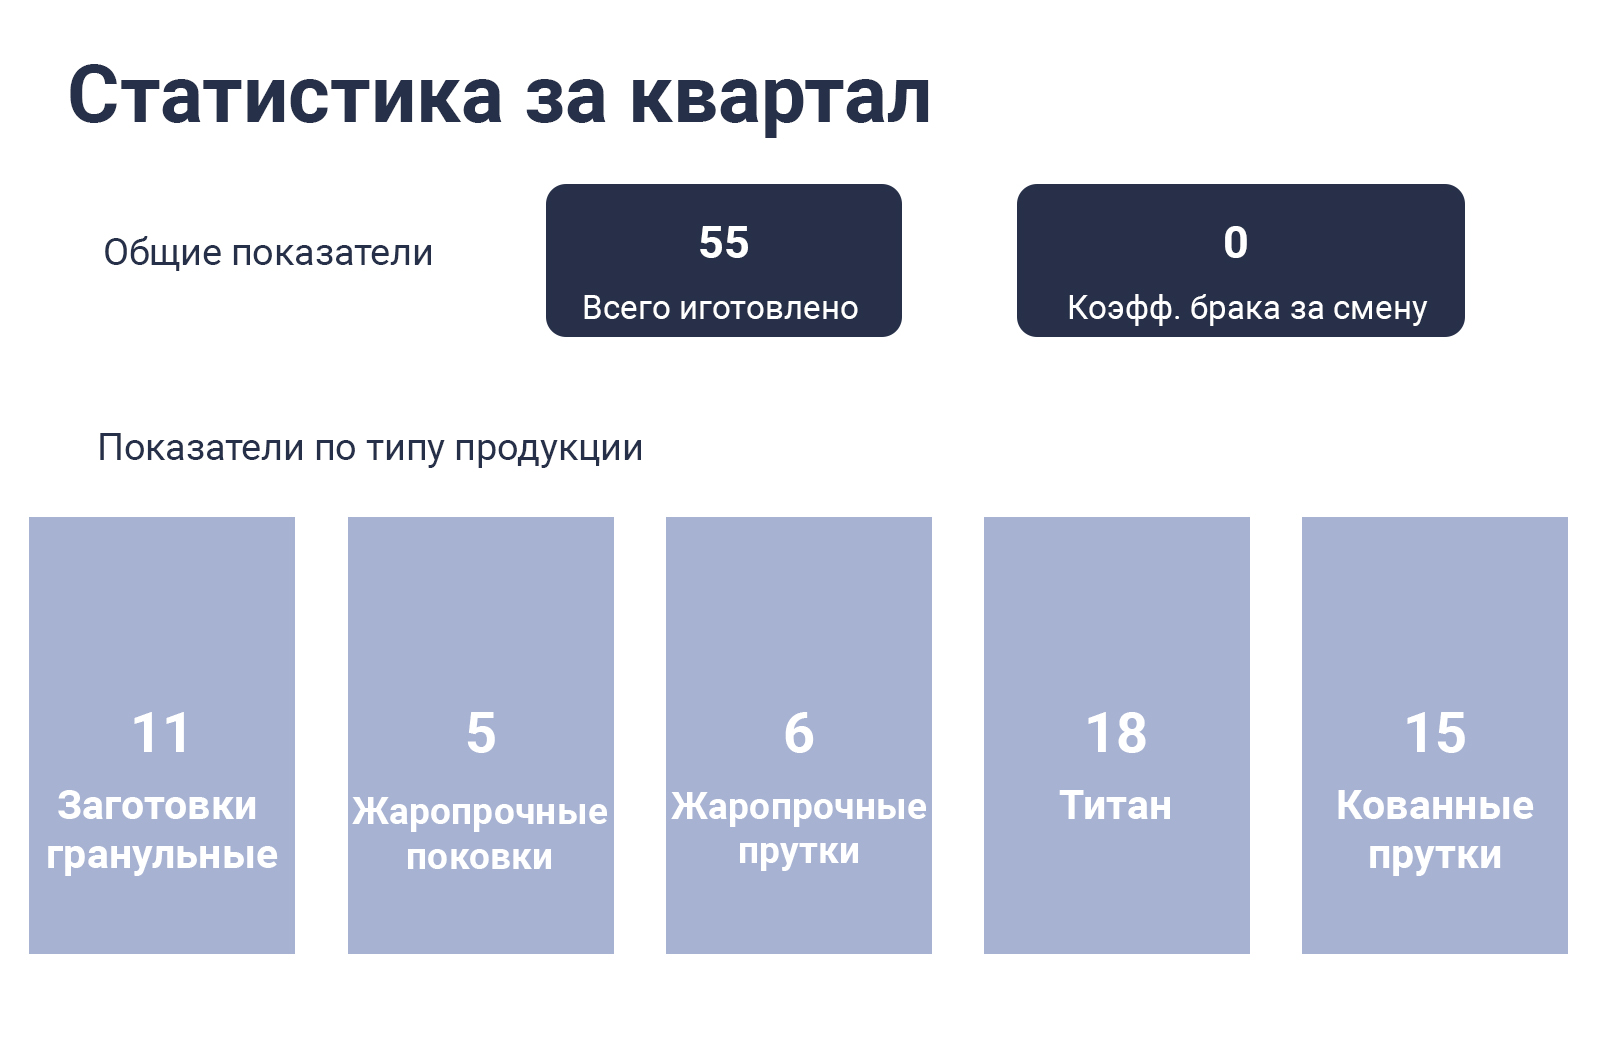 Статистика за квартал
Общие показатели
55
Всего иготовлено
0
Коэфф. брака за смену
Показатели по типу продукции
11
Заготовки
гранульные
5
Жаропрочные
поковки
6
Жаропрочные
прутки
18
Титан
15
Кованные
прутки